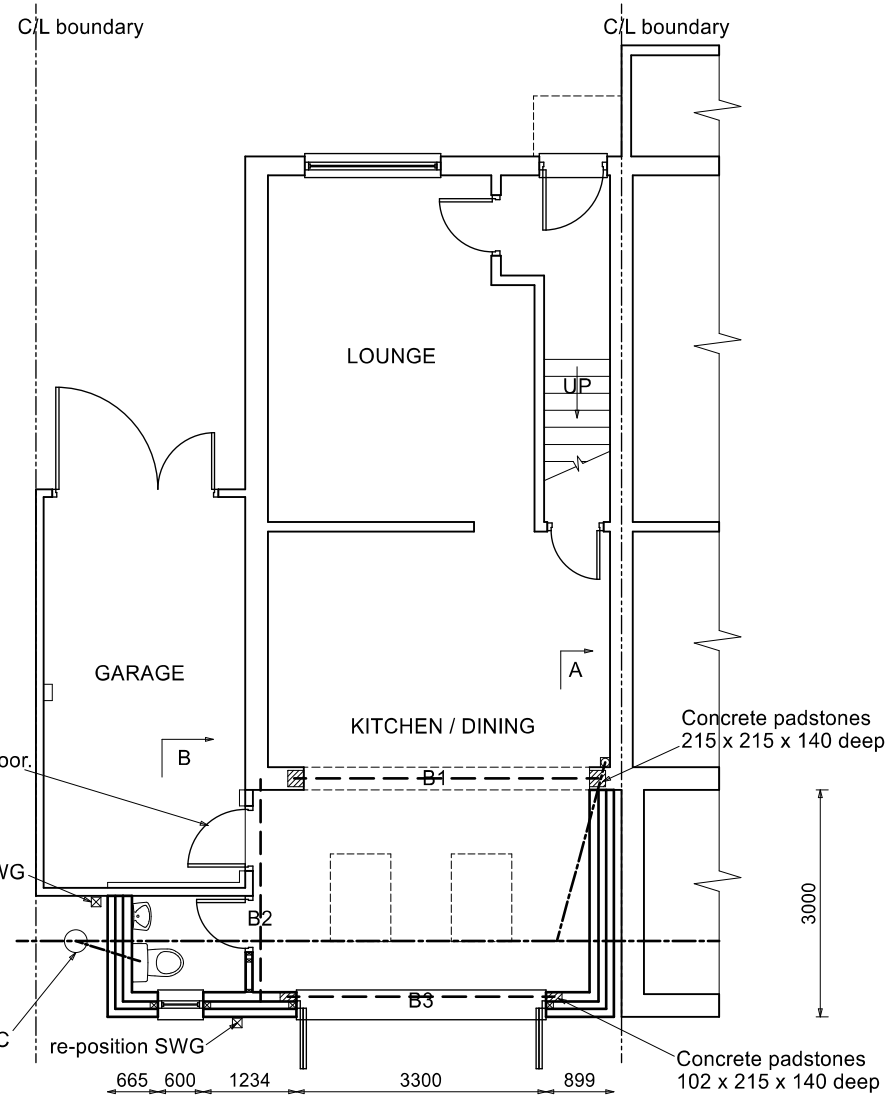 C/L boundary
C/L boundary
LOUNGE
UP
GARAGE
A
KITCHEN / DINING
Concrete padstones
215 x 215 x 140 deep
B
oor.
B1
WG
B2
3000
B3
C
re-position SWG
Concrete padstones
102 x 215 x 140 deep
665 600 1234 3300 899